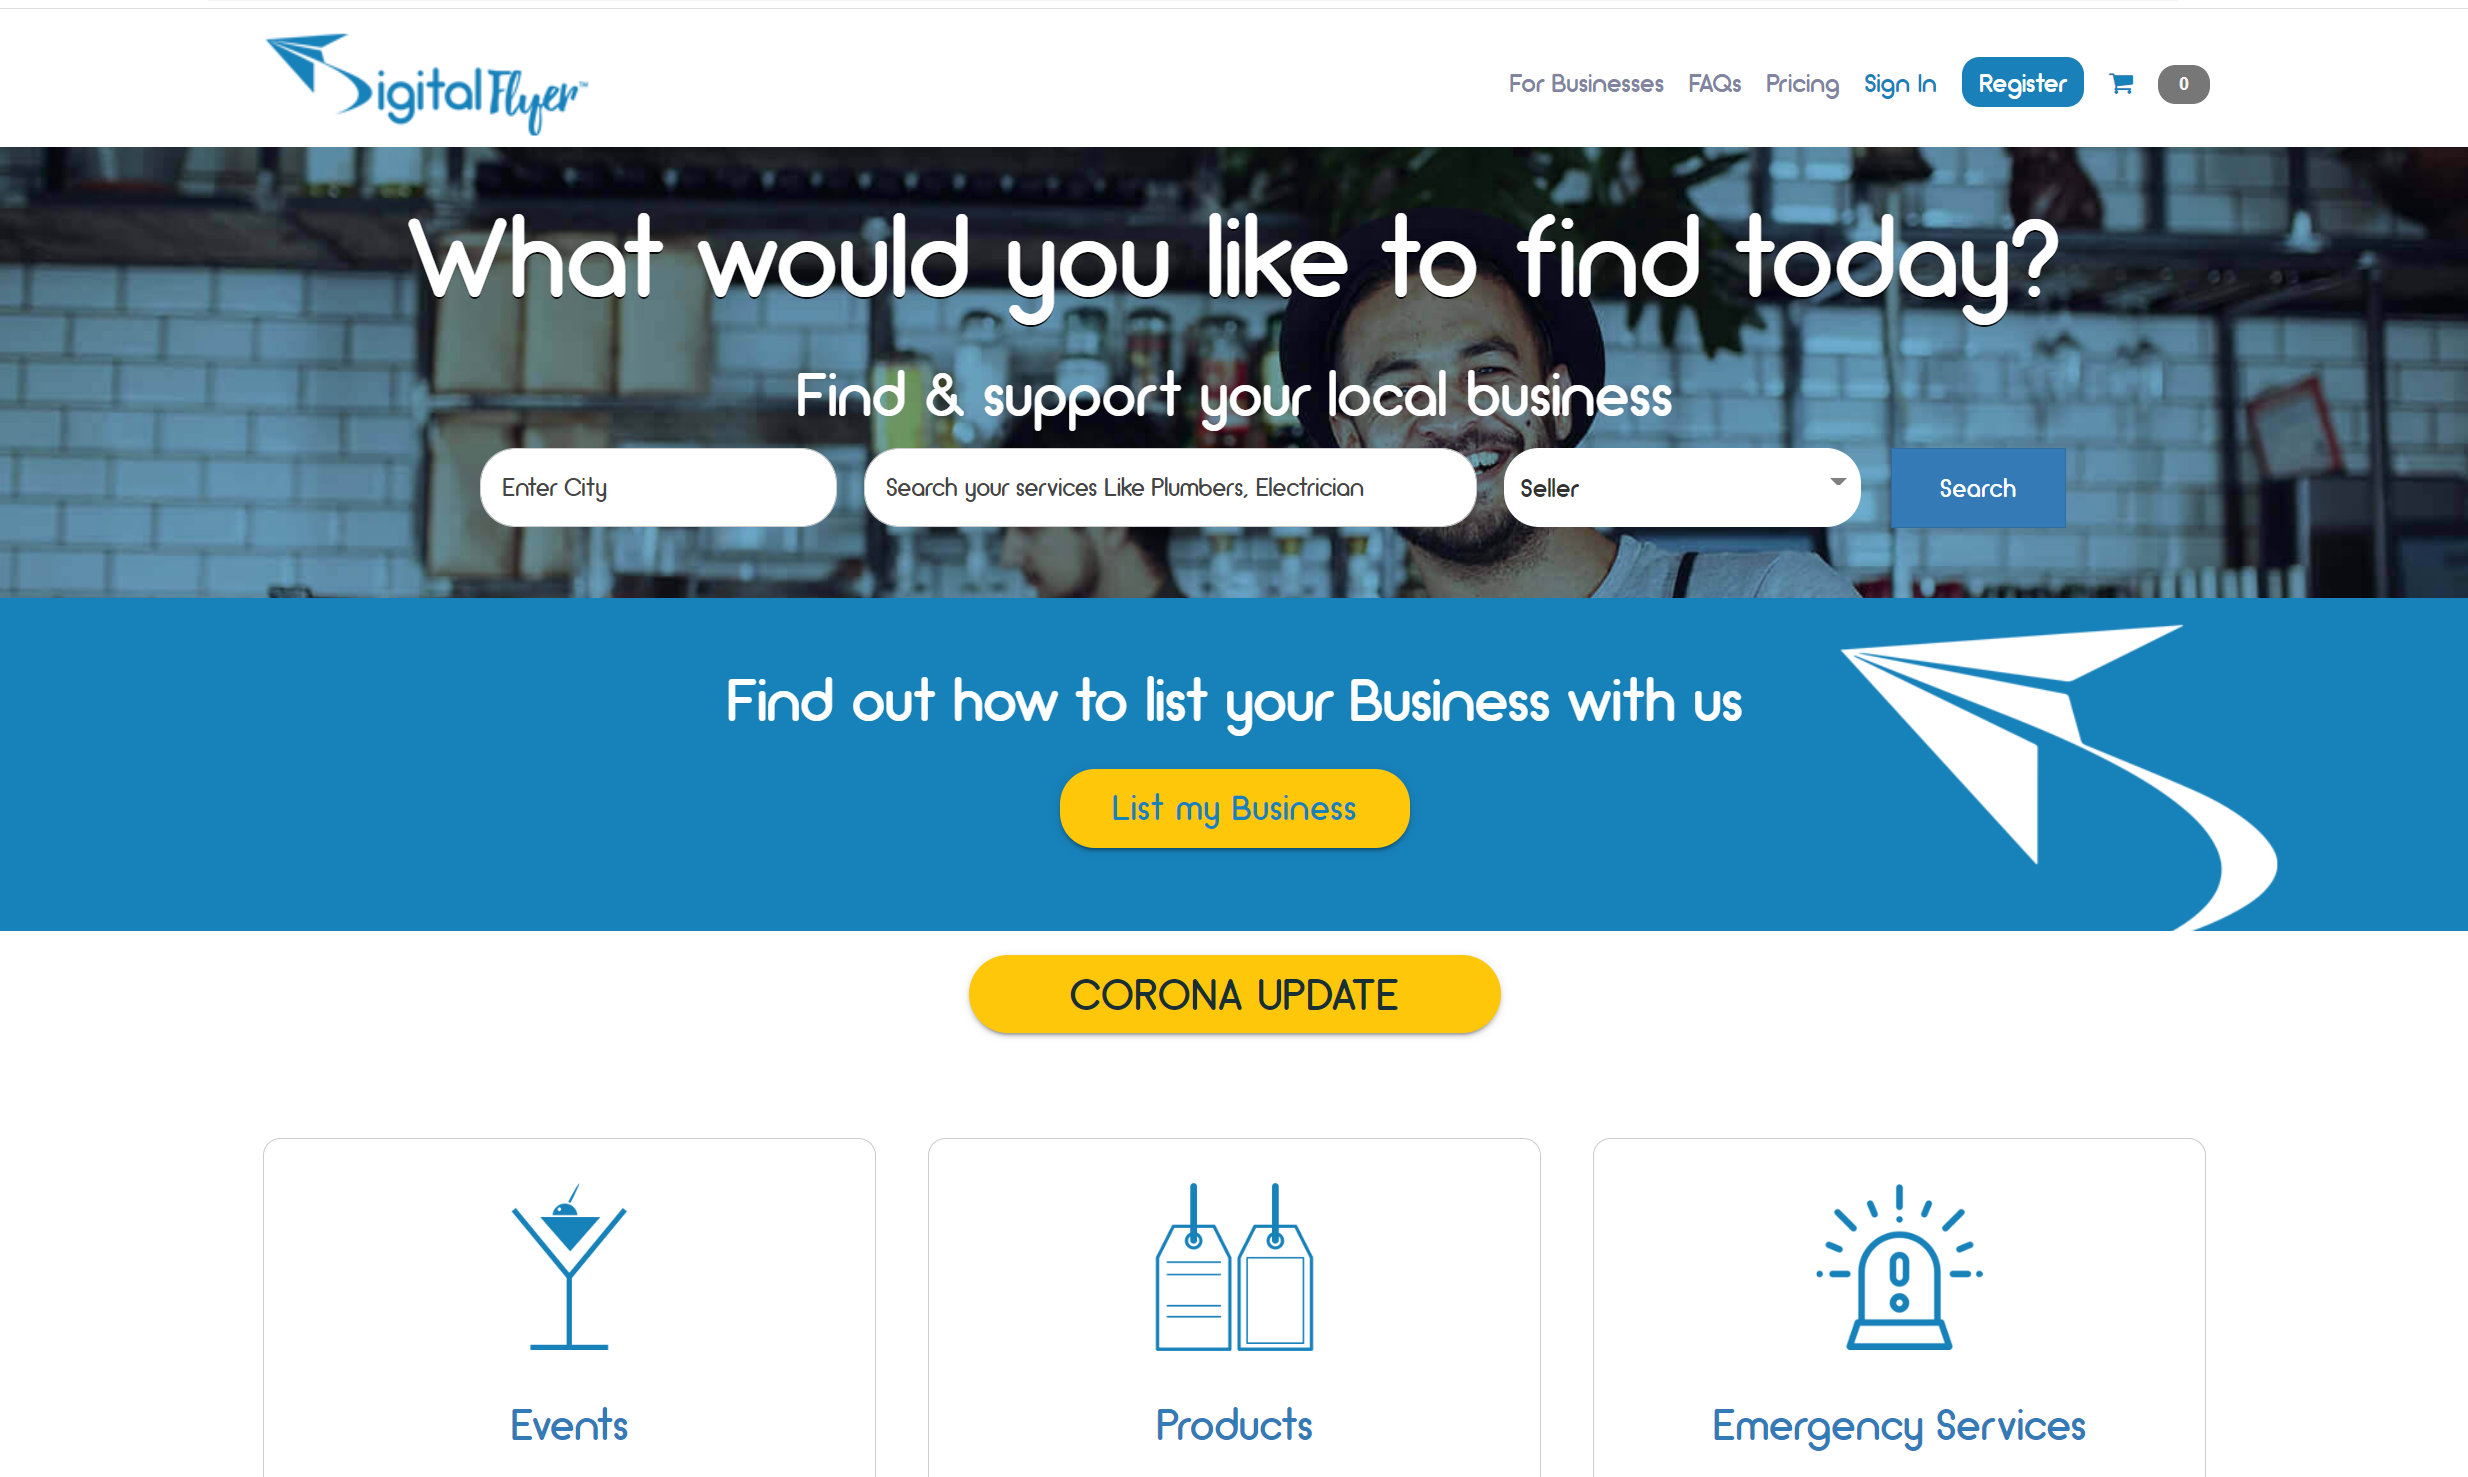 Digital Flyer™
For Businesses FAQs Pricing Sign In Register 0
What would you like to find today?
Find & support your local business
Enter City Search your services Like Plumbers, Electrician Seller Search
Find out how to list your Business with us
List my Business
CORONA UPDATE
Events Products Emergency Services